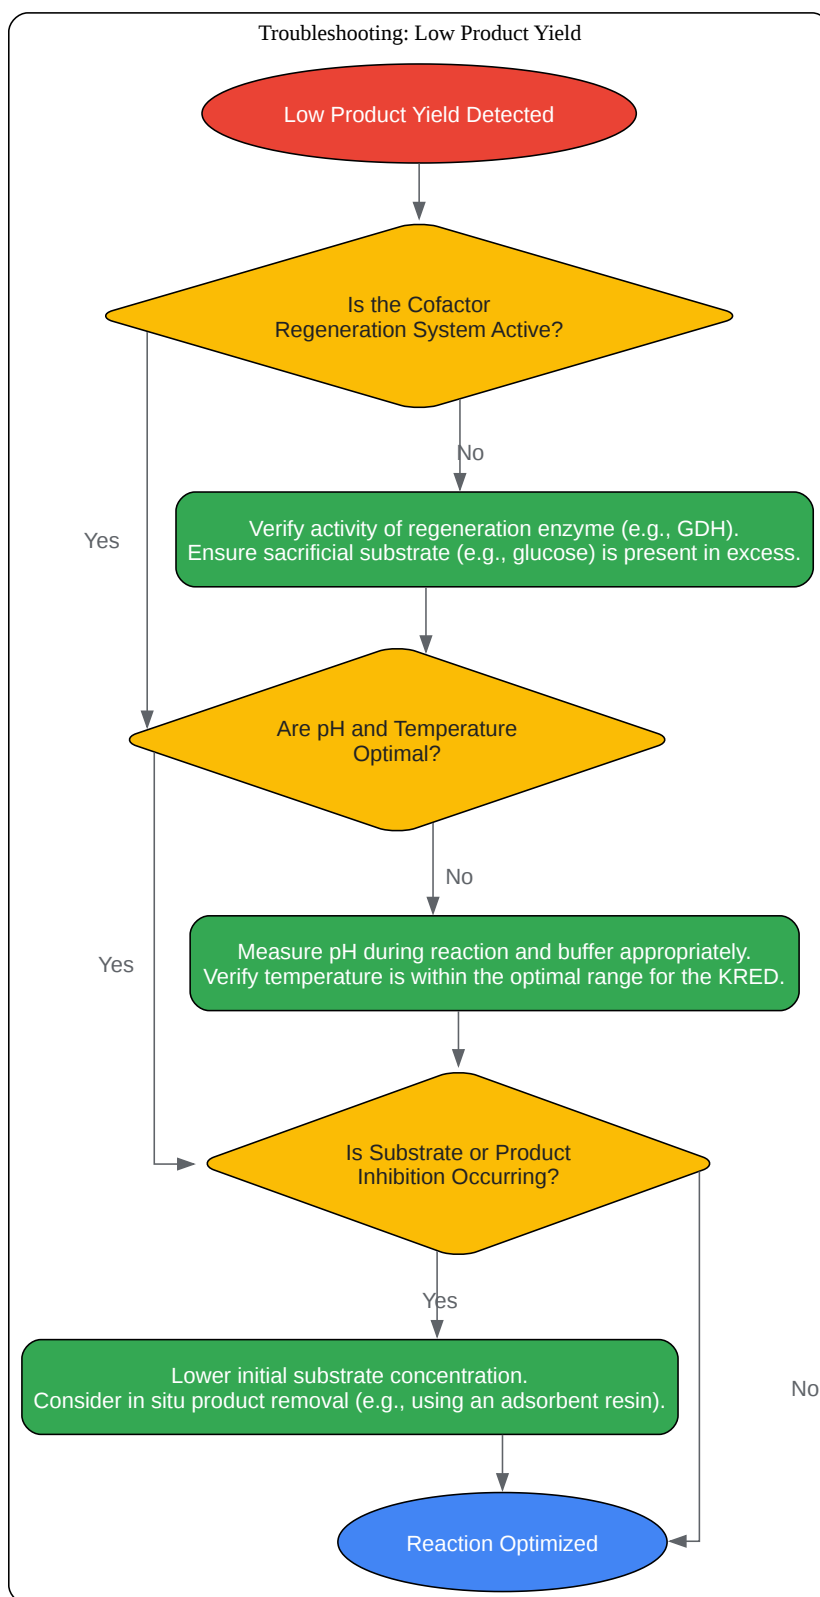 Troubleshooting: Low Product Yield
Low Product Yield Detected
Is the Cofactor
Regeneration System Active?
No
Yes
Verify activity of regeneration enzyme (e.g., GDH).
Ensure sacrificial substrate (e.g., glucose) is present in excess.
Are pH and Temperature
Optimal?
No
Yes
Measure pH during reaction and buffer appropriately.
Verify temperature is within the optimal range for the KRED.
Is Substrate or Product
Inhibition Occurring?
Yes
No
Lower initial substrate concentration.
Consider in situ product removal (e.g., using an adsorbent resin).
Reaction Optimized